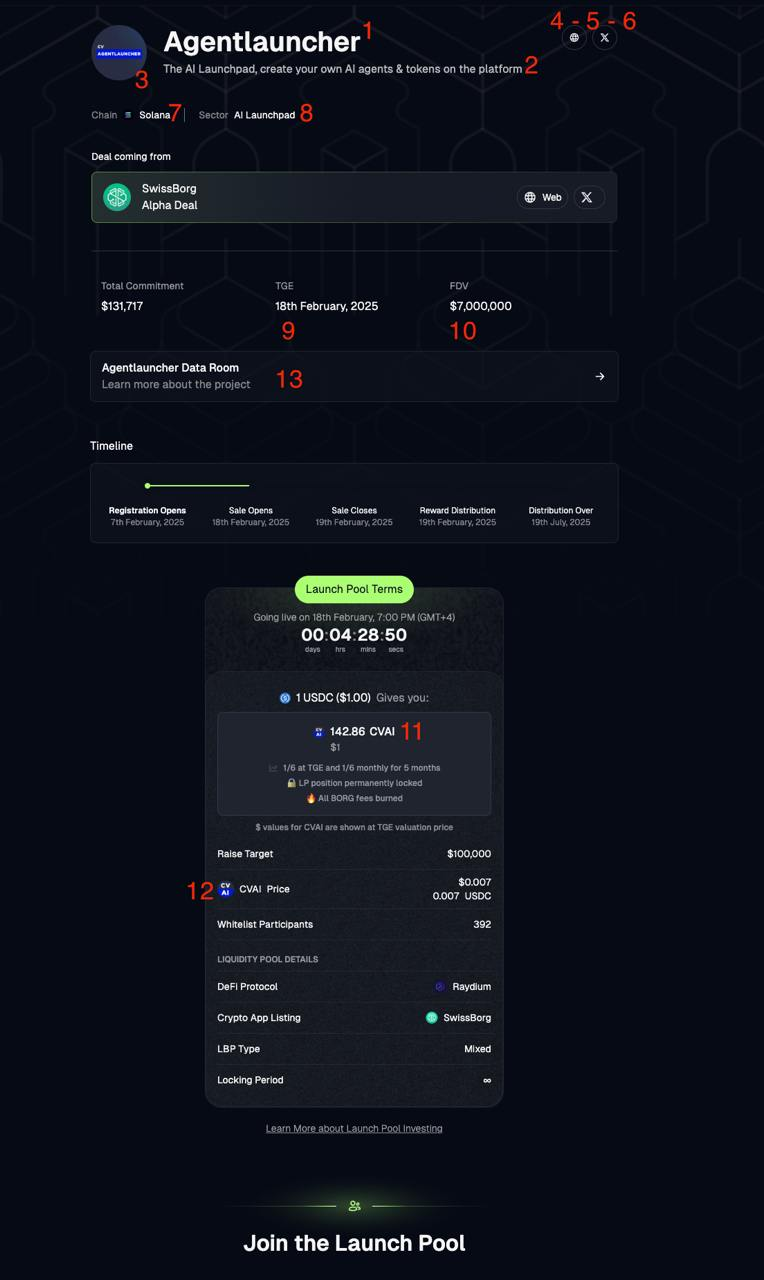 4 - 5 - 6
CV
AGENTLAUNCHER
3
Agentlauncher 1
The AI Launchpad, create your own AI agents & tokens on the platform 2
Chain Solana 7 Sector AI Launchpad 8
Deal coming from
SwissBorg
Alpha Deal
Web
Total Commitment TGE FDV
$131,717 18th February, 2025 $7,000,000
9 10
Agentlauncher Data Room
Learn more about the project
13
Timeline
Registration Opens Sale Opens Sale Closes Reward Distribution Distribution Over
7th February, 2025 18th February, 2025 19th February, 2025 19th February, 2025 19th July, 2025
Launch Pool Terms
Going live on 18th February, 7:00 PM (GMT+4)
00:04:28:50
days hrs mins secs
1 USDC ($1.00) Gives you:
CV
AI
142.86 CVAI 11
$1
1/6 at TGE and 1/6 monthly for 5 months
🔒 LP position permanently locked
🔥 All BORG fees burned
$ values for CVAI are shown at TGE valuation price
Raise Target $100,000
12
CV
AI
CVAI Price
$0.007
0.007 USDC
Whitelist Participants 392
LIQUIDITY POOL DETAILS
DeFi Protocol Raydium
Crypto App Listing SwissBorg
LBP Type Mixed
Locking Period ∞
Learn More about Launch Pool Investing
Join the Launch Pool